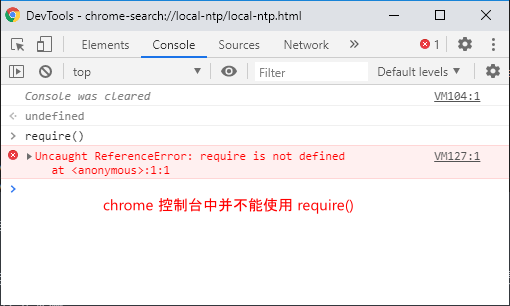 DevTools - chrome-search://local-ntp/local-ntp.html
Elements Console Sources Network » 1
top Filter Default levels
Console was cleared VM104:1
undefined
require()
Uncaught ReferenceError: require is not defined VM127:1
at <anonymous>:1:1
chrome 控制台中并不能使用 require()